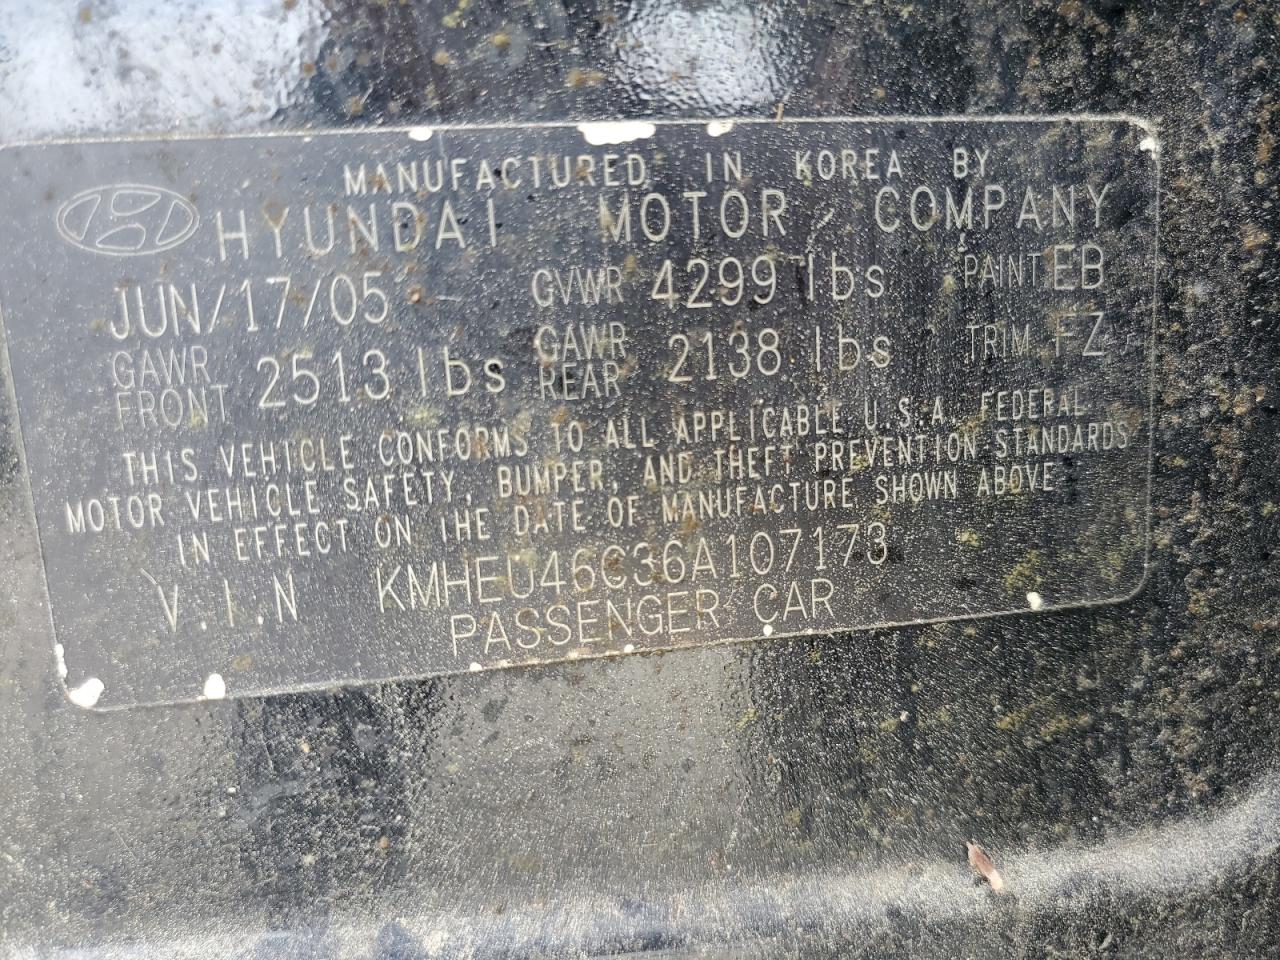 MANUFACTURED IN KOREA BY
HYUNDAI MOTOR COMPANY
JUN/17/05 GVWR 4299 lbs PAINT EB
GAWR FRONT 2513 lbs GAWR REAR 2138 lbs TRIM FZ
THIS VEHICLE CONFORMS TO ALL APPLICABLE U.S.A. FEDERAL
MOTOR VEHICLE SAFETY, BUMPER, AND THEFT PREVENTION STANDARDS
IN EFFECT ON THE DATE OF MANUFACTURE SHOWN ABOVE
V.I.N KMHEU46C36A107173
PASSENGER CAR